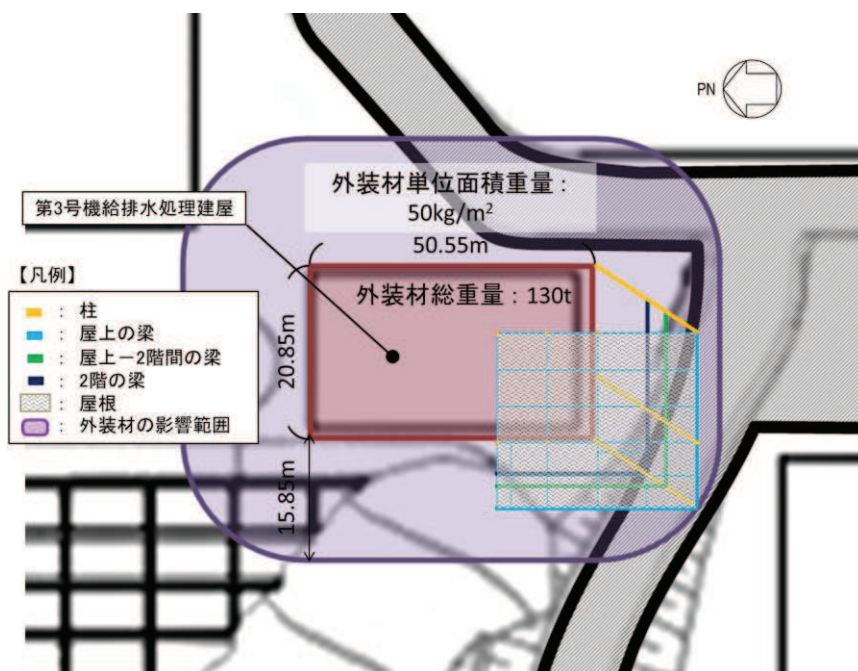 PN
外装材単位面積重量：
50kg/m²
50.55m
第3号機給排水処理建屋
外装材総重量：130t
20.85m
15.85m
【凡例】
：柱
：屋上の梁
：屋上－2階間の梁
：2階の梁
：屋根
：外装材の影響範囲